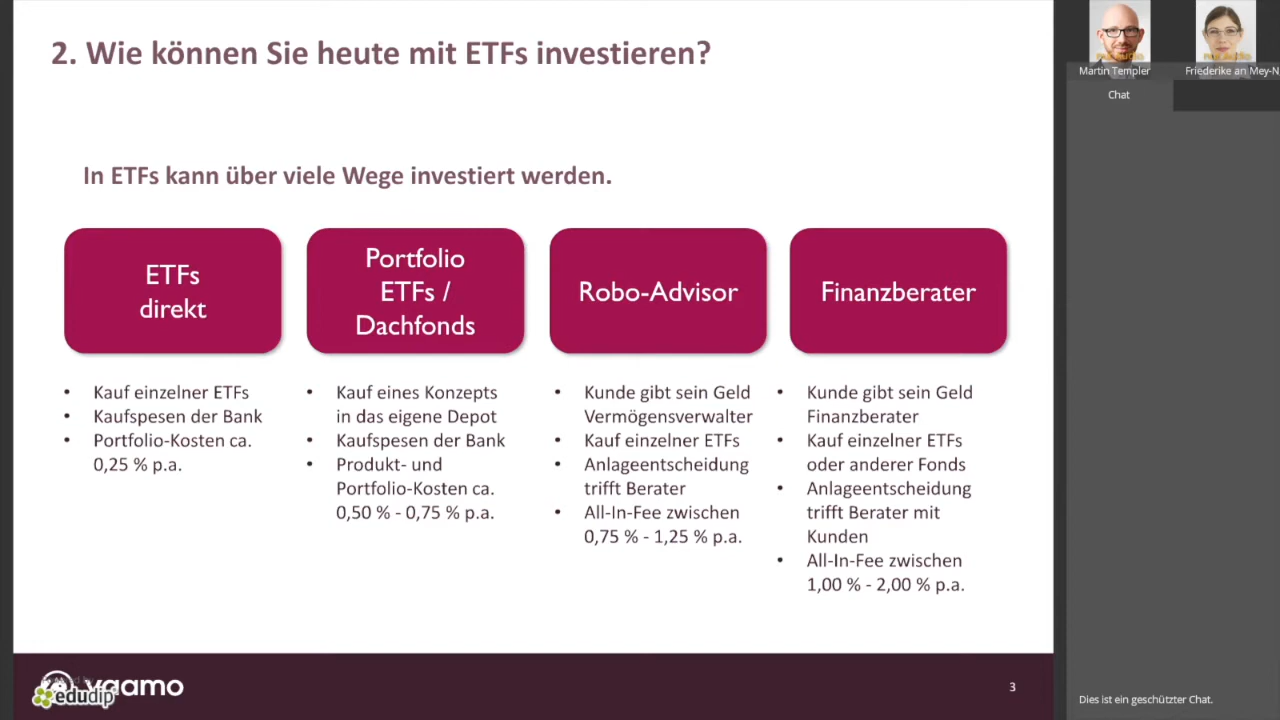 2. Wie können Sie heute mit ETFs investieren?
In ETFs kann über viele Wege investiert werden.
ETFs
direkt
Portfolio
ETFs /
Dachfonds
Robo-Advisor
Finanzberater
• Kauf einzelner ETFs
• Kaufspesen der Bank
• Portfolio-Kosten ca.
0,25 % p.a.
• Kauf eines Konzepts
in das eigene Depot
• Kaufspesen der Bank
• Produkt- und
Portfolio-Kosten ca.
0,50 % - 0,75 % p.a.
• Kunde gibt sein Geld
Vermögensverwalter
• Kauf einzelner ETFs
• Anlageentscheidung
trifft Berater
• All-In-Fee zwischen
0,75 % - 1,25 % p.a.
• Kunde gibt sein Geld
Finanzberater
• Kauf einzelner ETFs
oder anderer Fonds
• Anlageentscheidung
trifft Berater mit
Kunden
• All-In-Fee zwischen
1,00 % - 2,00 % p.a.
vaamo
edudip
3
Martin Templer
Friederike an Mey-N
Chat
Dies ist ein geschützter Chat.